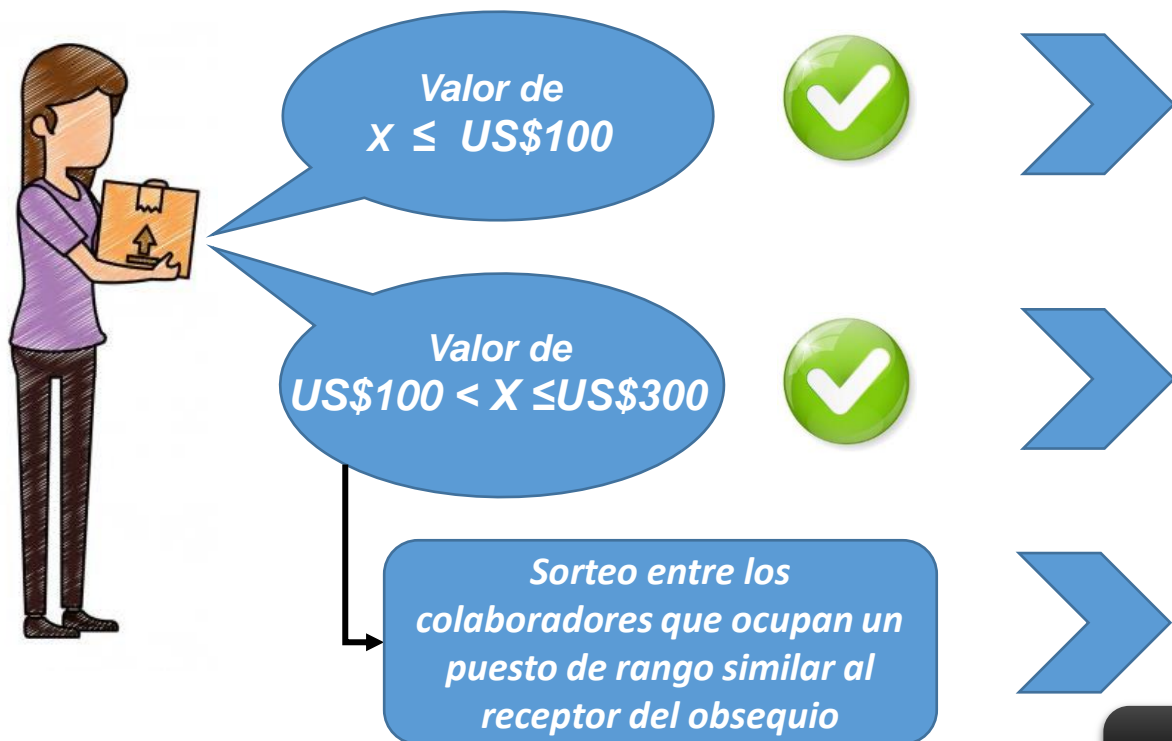 Valor de
X ≤ US$100
Valor de
US$100 < X ≤US$300
Sorteo entre los
colaboradores que ocupan un
puesto de rango similar al
receptor del obsequio